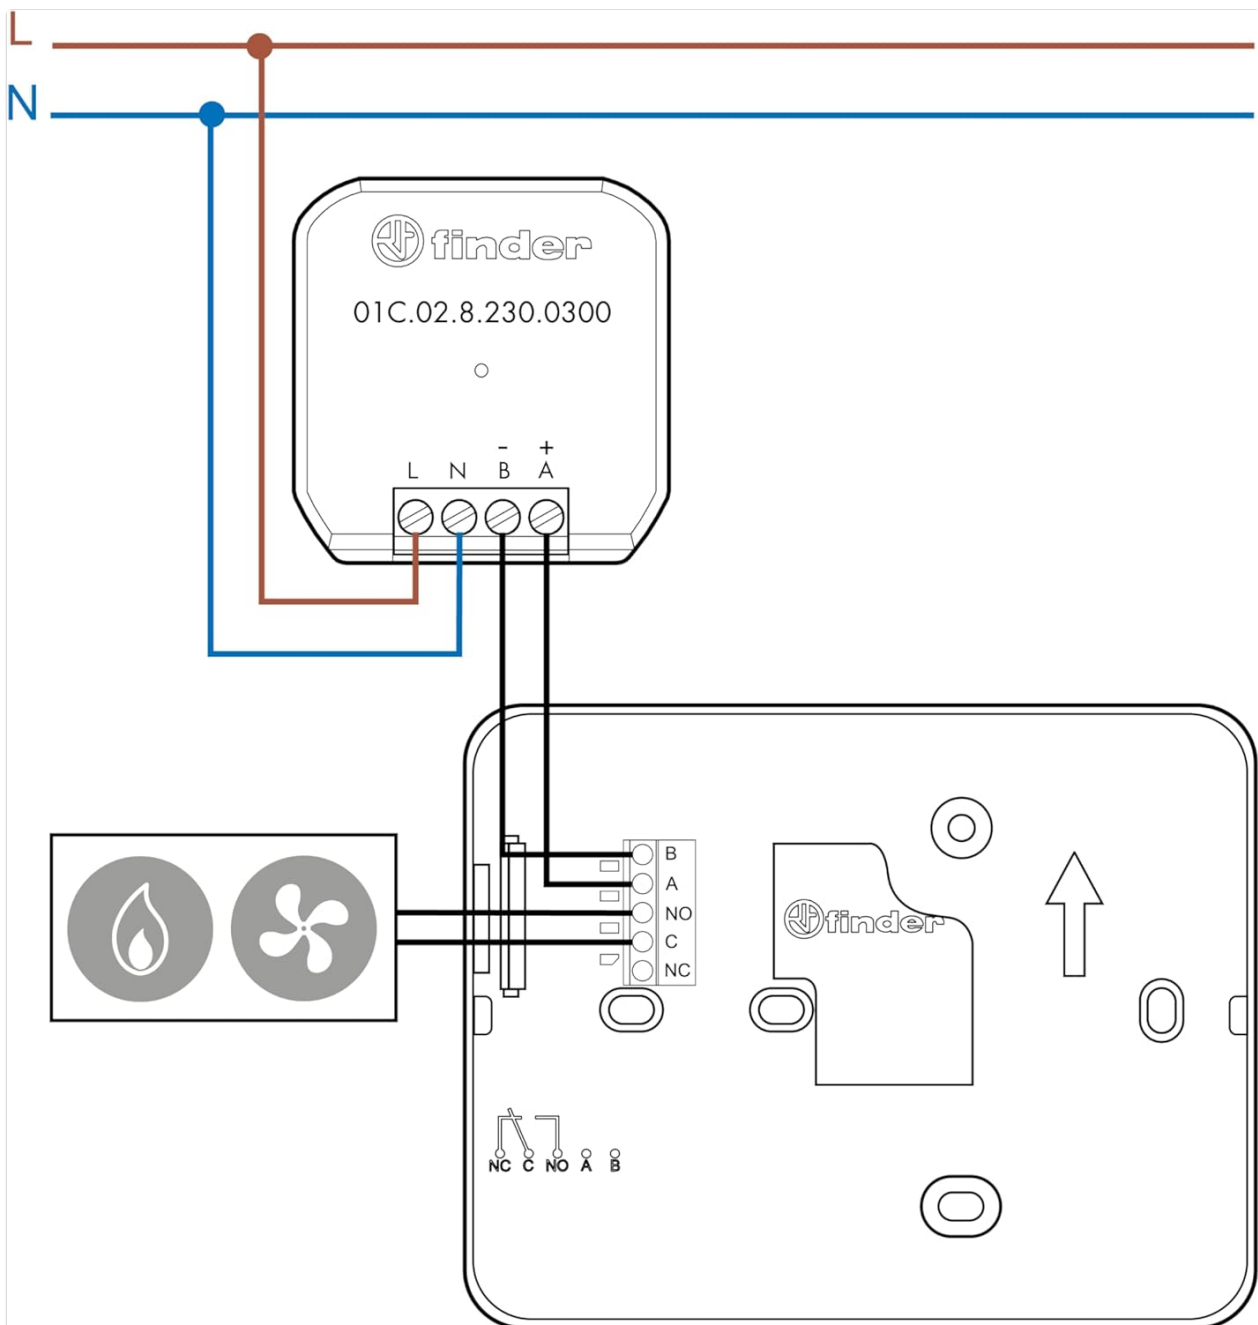 L
N
finder
01C.02.8.230.0300
- +
L N B A
B
A
NO
C
NC
finder
NC C NO A B